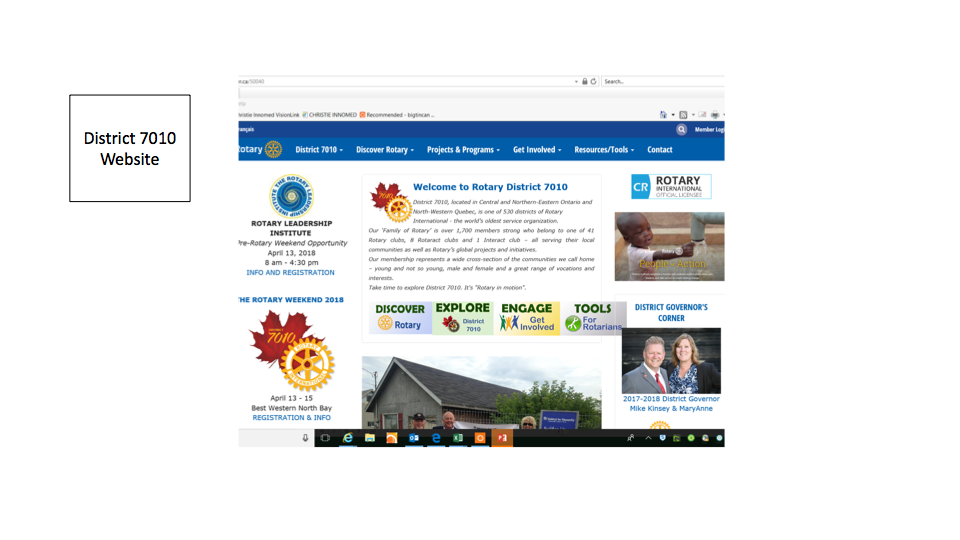 District 7010
Website
Search...
CHRISTIE INNOMED
Recommended - bigtincan ...
Member Log
District 7010
Discover Rotary
Projects & Programs
Get Involved
Resources/Tools
Contact
THE ROTARY LEADERSHIP INSTITUTE
ROTARY LEADERSHIP
INSTITUTE
Pre-Rotary Weekend Opportunity
April 13, 2018
8 am - 4:30 pm
INFO AND REGISTRATION
THE ROTARY WEEKEND 2018
7010
April 13 - 15
Best Western North Bay
REGISTRATION & INFO
Welcome to Rotary District 7010
District 7010, located in Central and Northern-Eastern Ontario and
North-Western Quebec, is one of 530 districts of Rotary
International - the world's oldest service organization.
Our 'Family of Rotary' is over 1,700 members strong who belong to one of 41
Rotary clubs, 8 Rotaract clubs and 1 Interact club – all serving their local
communities as well as Rotary's global projects and initiatives.
Our membership represents a wide cross-section of the communities we call home
– young and not so young, male and female and a great range of vocations and
interests.
Take time to explore District 7010. It's "Rotary in motion".
DISCOVER
Rotary
EXPLORE
District
7010
ENGAGE
Get
Involved
TOOLS
For
Rotarians
CR
ROTARY
INTERNATIONAL
OFFICIAL LICENSEE
Rotary
People of Action
DISTRICT GOVERNOR'S
CORNER
2017-2018 District Governor
Mike Kinsey & MaryAnne